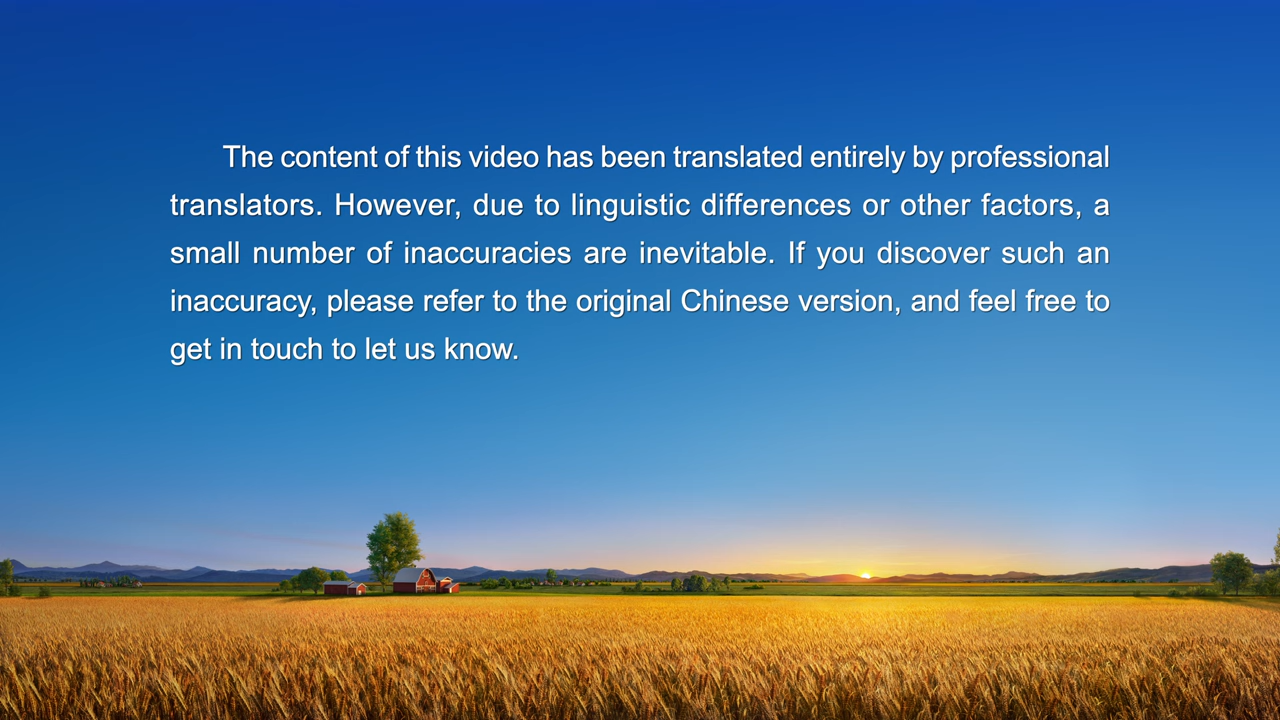 The content of this video has been translated entirely by professional
translators. However, due to linguistic differences or other factors, a
small number of inaccuracies are inevitable. If you discover such an
inaccuracy, please refer to the original Chinese version, and feel free to
get in touch to let us know.